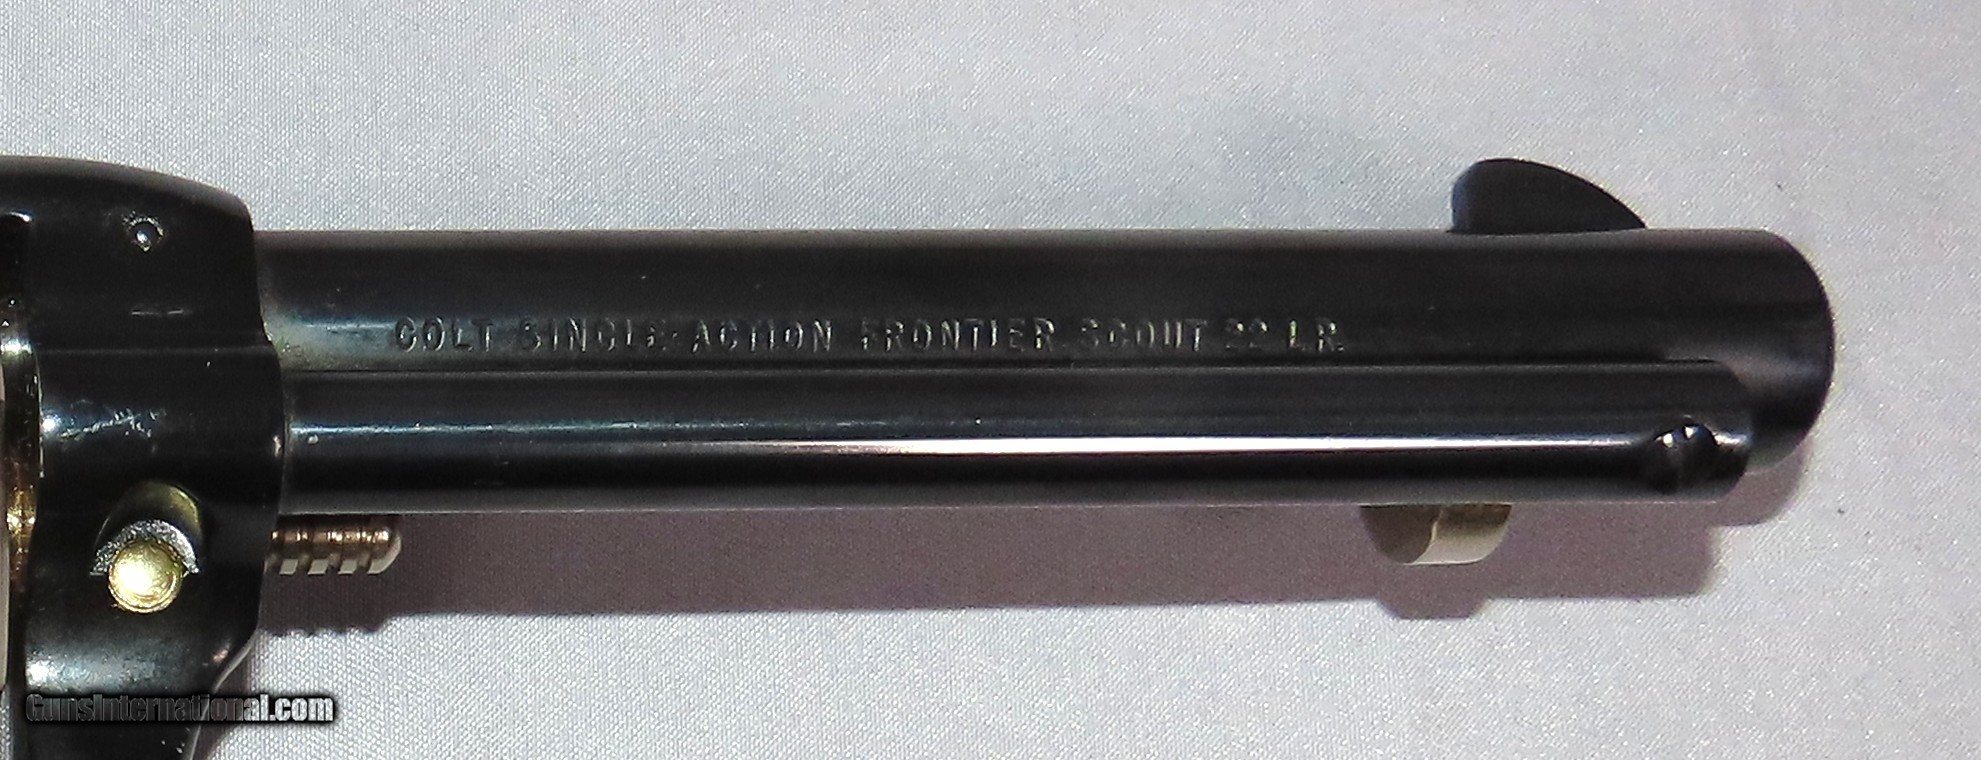 COLT SINGLE ACTION FRONTIER SCOUT 22 L.R.
GunsInternational.com